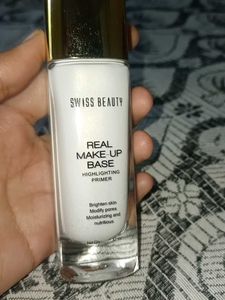 SWISS BEAUTY
REAL
MAKE-UP
BASE
HIGHLIGHTING
PRIMER
Brighten skin
Modify pores
Moisturizing and
nutritious